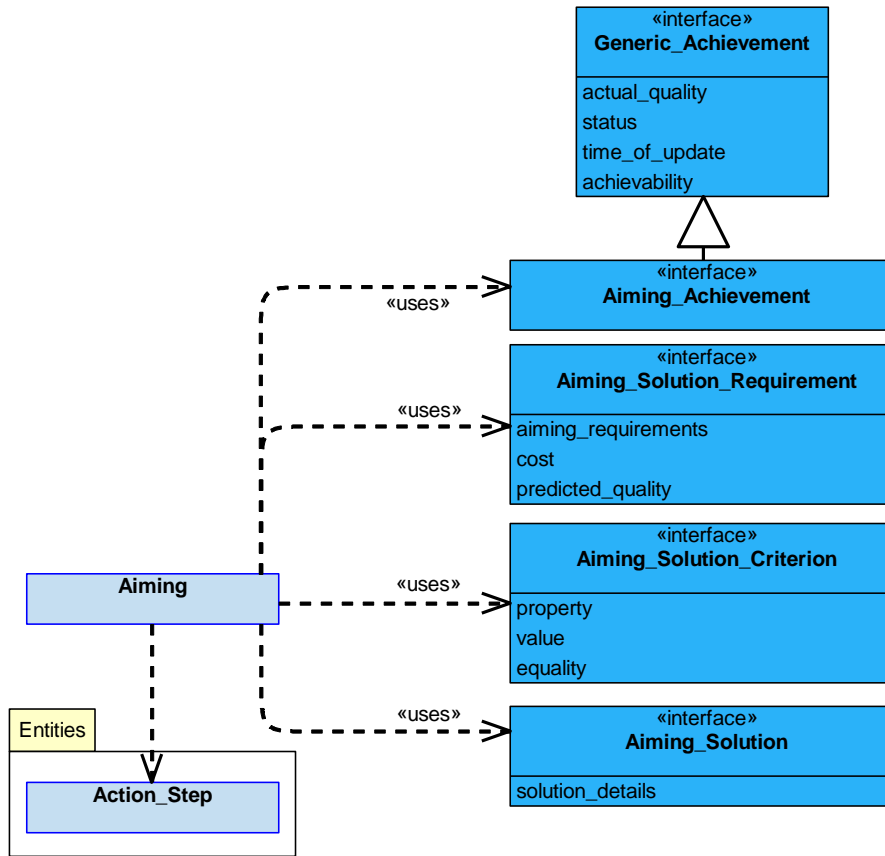 «interface»
Generic_Achievement
actual_quality
status
time_of_update
achievability
«interface»
Aiming_Achievement
«uses»
«interface»
Aiming_Solution_Requirement
«uses»
aiming_requirements
cost
predicted_quality
«interface»
Aiming_Solution_Criterion
Aiming
«uses»
property
value
equality
«uses»
«interface»
Aiming_Solution
Entities
Action_Step
solution_details